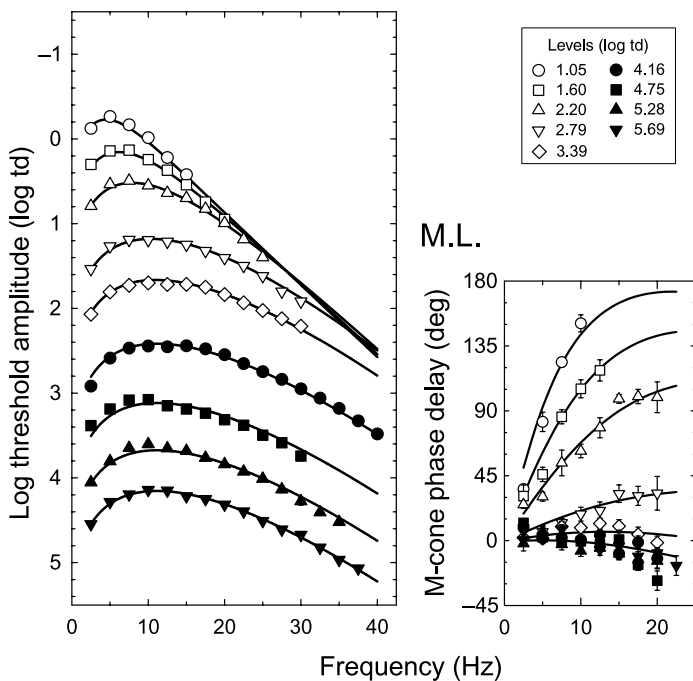 Log threshold amplitude (log td)
−1
0
1
2
3
4
5
0 10 20 30 40
Levels (log td)
1.05 4.16
1.60 4.75
2.20 5.28
2.79 5.69
3.39
M.L.
M-cone phase delay (deg)
180
135
90
45
0
−45
0 10 20
Frequency (Hz)